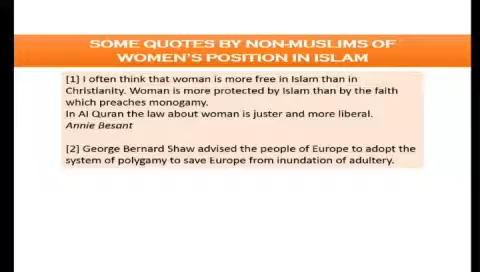 SOME QUOTES BY NON-MUSLIMS OF
WOMEN'S POSITION IN ISLAM
[1] I often think that woman is more free in Islam than in
Christianity. Woman is more protected by Islam than by the faith
which preaches monogamy.
In Al Quran the law about woman is juster and more liberal.
Annie Besant
[2] George Bernard Shaw advised the people of Europe to adopt the
system of polygamy to save Europe from inundation of adultery.